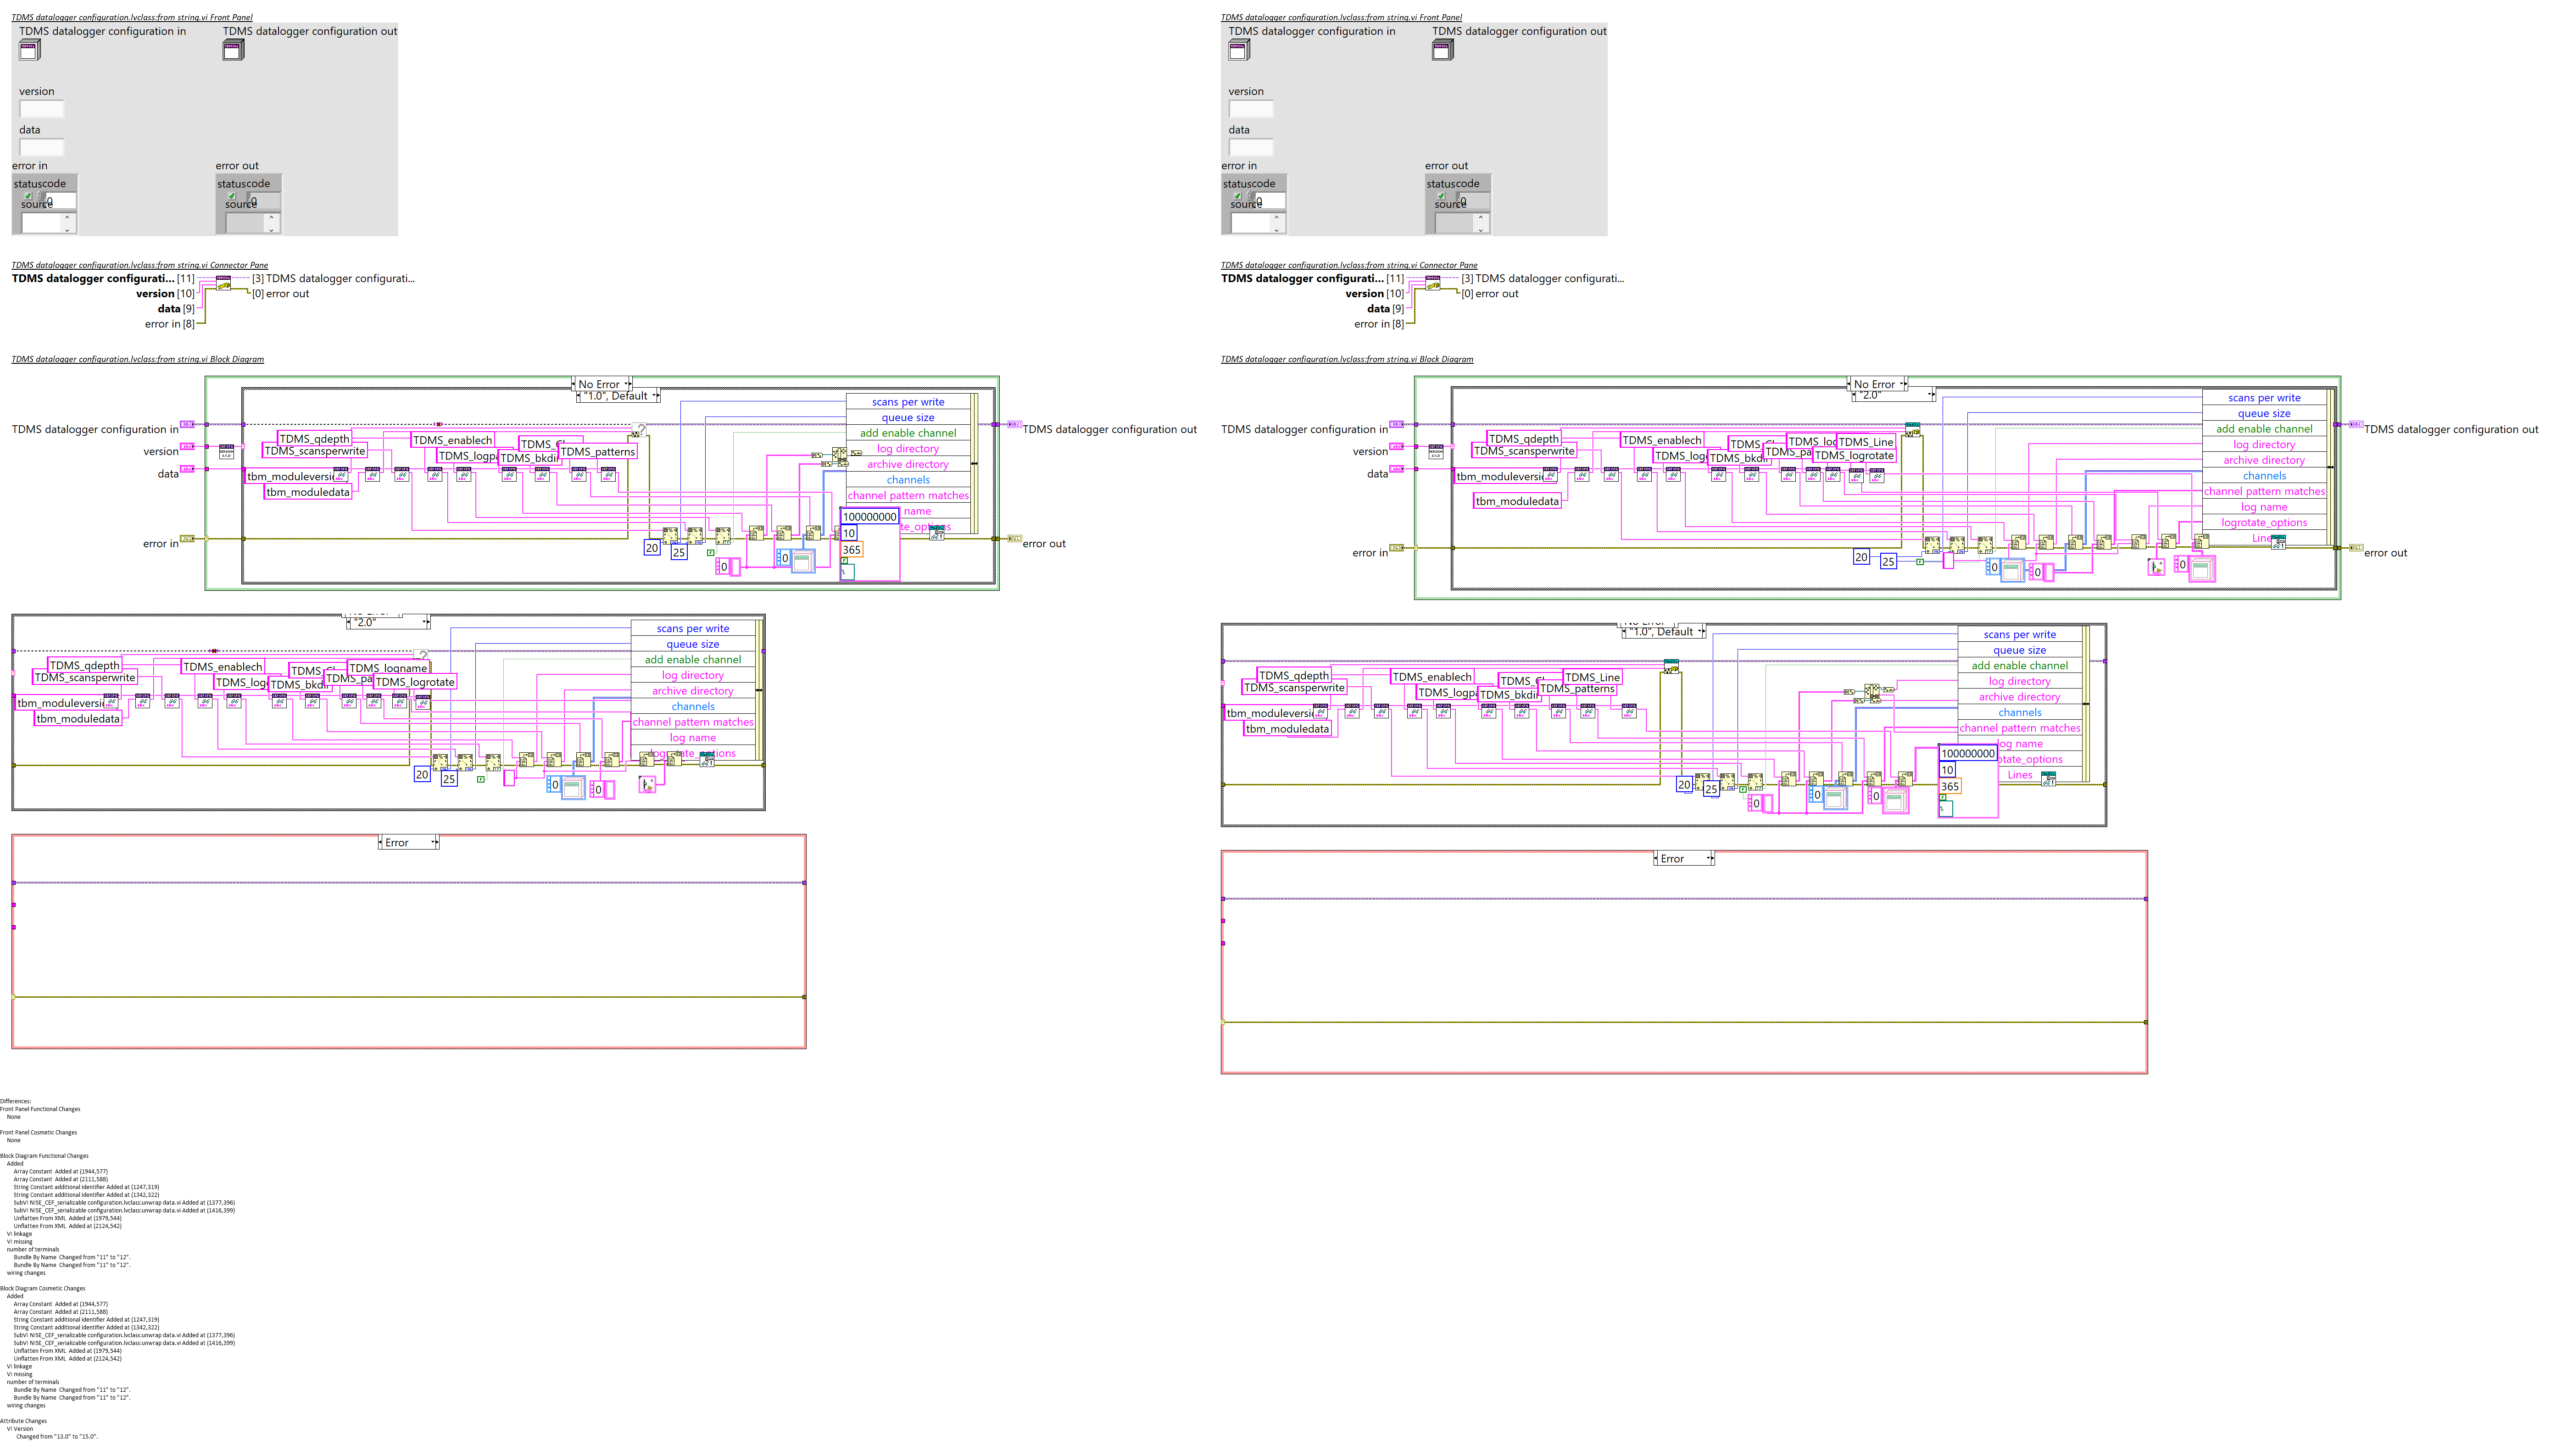 TDMS datalogger configuration.lvclass:from string.vi Front Panel
TDMS datalogger configuration in
TDMS datalogger configuration out
version
data
error in
error out
status code
0
source
status code
0
source
TDMS datalogger configuration.lvclass:from string.vi Connector Pane
TDMS datalogger configurati... [11]
[3] TDMS datalogger configurati...
version [10]
[0] error out
data [9]
error in [8]
TDMS datalogger configuration.lvclass:from string.vi Block Diagram
No Error
"1.0", Default
scans per write
queue size
add enable channel
log directory
archive directory
channels
channel pattern matches
name
TDMS datalogger configuration in
version
data
error in
TDMS datalogger configuration out
error out
TDMS_qdepth
TDMS_scansperwrite
TDMS_enablech
TDMS_logp
TDMS_bkdi
TDMS_patterns
tbm_moduleversi
tbm_moduledata
20
25
0
0
100000000
10
365
"2.0"
scans per write
queue size
add enable channel
log directory
archive directory
channels
channel pattern matches
log name
TDMS_qdepth
TDMS_scansperwrite
TDMS_enablech
TDMS_log
TDMS_bkdi
TDMS_pa
TDMS_logname
TDMS_logrotate
tbm_moduleversi
tbm_moduledata
20
25
0
0
Error
TDMS datalogger configuration.lvclass:from string.vi Front Panel
TDMS datalogger configuration in
TDMS datalogger configuration out
version
data
error in
error out
status code
0
source
status code
0
source
TDMS datalogger configuration.lvclass:from string.vi Connector Pane
TDMS datalogger configurati... [11]
[3] TDMS datalogger configurati...
version [10]
[0] error out
data [9]
error in [8]
TDMS datalogger configuration.lvclass:from string.vi Block Diagram
No Error
"2.0"
scans per write
queue size
add enable channel
log directory
archive directory
channels
channel pattern matches
log name
logrotate_options
Line
TDMS datalogger configuration in
version
data
error in
TDMS datalogger configuration out
error out
TDMS_qdepth
TDMS_scansperwrite
TDMS_enablech
TDMS_log
TDMS_bkd
TDMS_pa
TDMS_Line
TDMS_logrotate
tbm_moduleversi
tbm_moduledata
20
25
0
0
0
"1.0", Default
scans per write
queue size
add enable channel
log directory
archive directory
channels
channel pattern matches
log name
otate_options
Lines
TDMS_qdepth
TDMS_scansperwrite
TDMS_enablech
TDMS_logp
TDMS_bkdi
TDMS_Line
TDMS_patterns
tbm_moduleversi
tbm_moduledata
20
25
0
0
0
100000000
10
365
Error
Differences:
Front Panel Functional Changes
None
Front Panel Cosmetic Changes
None
Block Diagram Functional Changes
Added
Array Constant Added at (1944,577)
Array Constant Added at (2111,588)
String Constant additional identifier Added at (1247,319)
String Constant additional identifier Added at (1342,322)
SubVI NISE_CEF_serializable configuration.lvclass:unwrap data.vi Added at (1377,396)
SubVI NISE_CEF_serializable configuration.lvclass:unwrap data.vi Added at (1416,399)
Unflatten From XML Added at (1979,544)
Unflatten From XML Added at (2124,542)
VI linkage
VI missing
number of terminals
Bundle By Name Changed from "11" to "12".
Bundle By Name Changed from "11" to "12".
wiring changes
Block Diagram Cosmetic Changes
Added
Array Constant Added at (1944,577)
Array Constant Added at (2111,588)
String Constant additional identifier Added at (1247,319)
String Constant additional identifier Added at (1342,322)
SubVI NISE_CEF_serializable configuration.lvclass:unwrap data.vi Added at (1377,396)
SubVI NISE_CEF_serializable configuration.lvclass:unwrap data.vi Added at (1416,399)
Unflatten From XML Added at (1979,544)
Unflatten From XML Added at (2124,542)
VI linkage
VI missing
number of terminals
Bundle By Name Changed from "11" to "12".
Bundle By Name Changed from "11" to "12".
wiring changes
Attribute Changes
VI Version
Changed from "13.0" to "15.0".